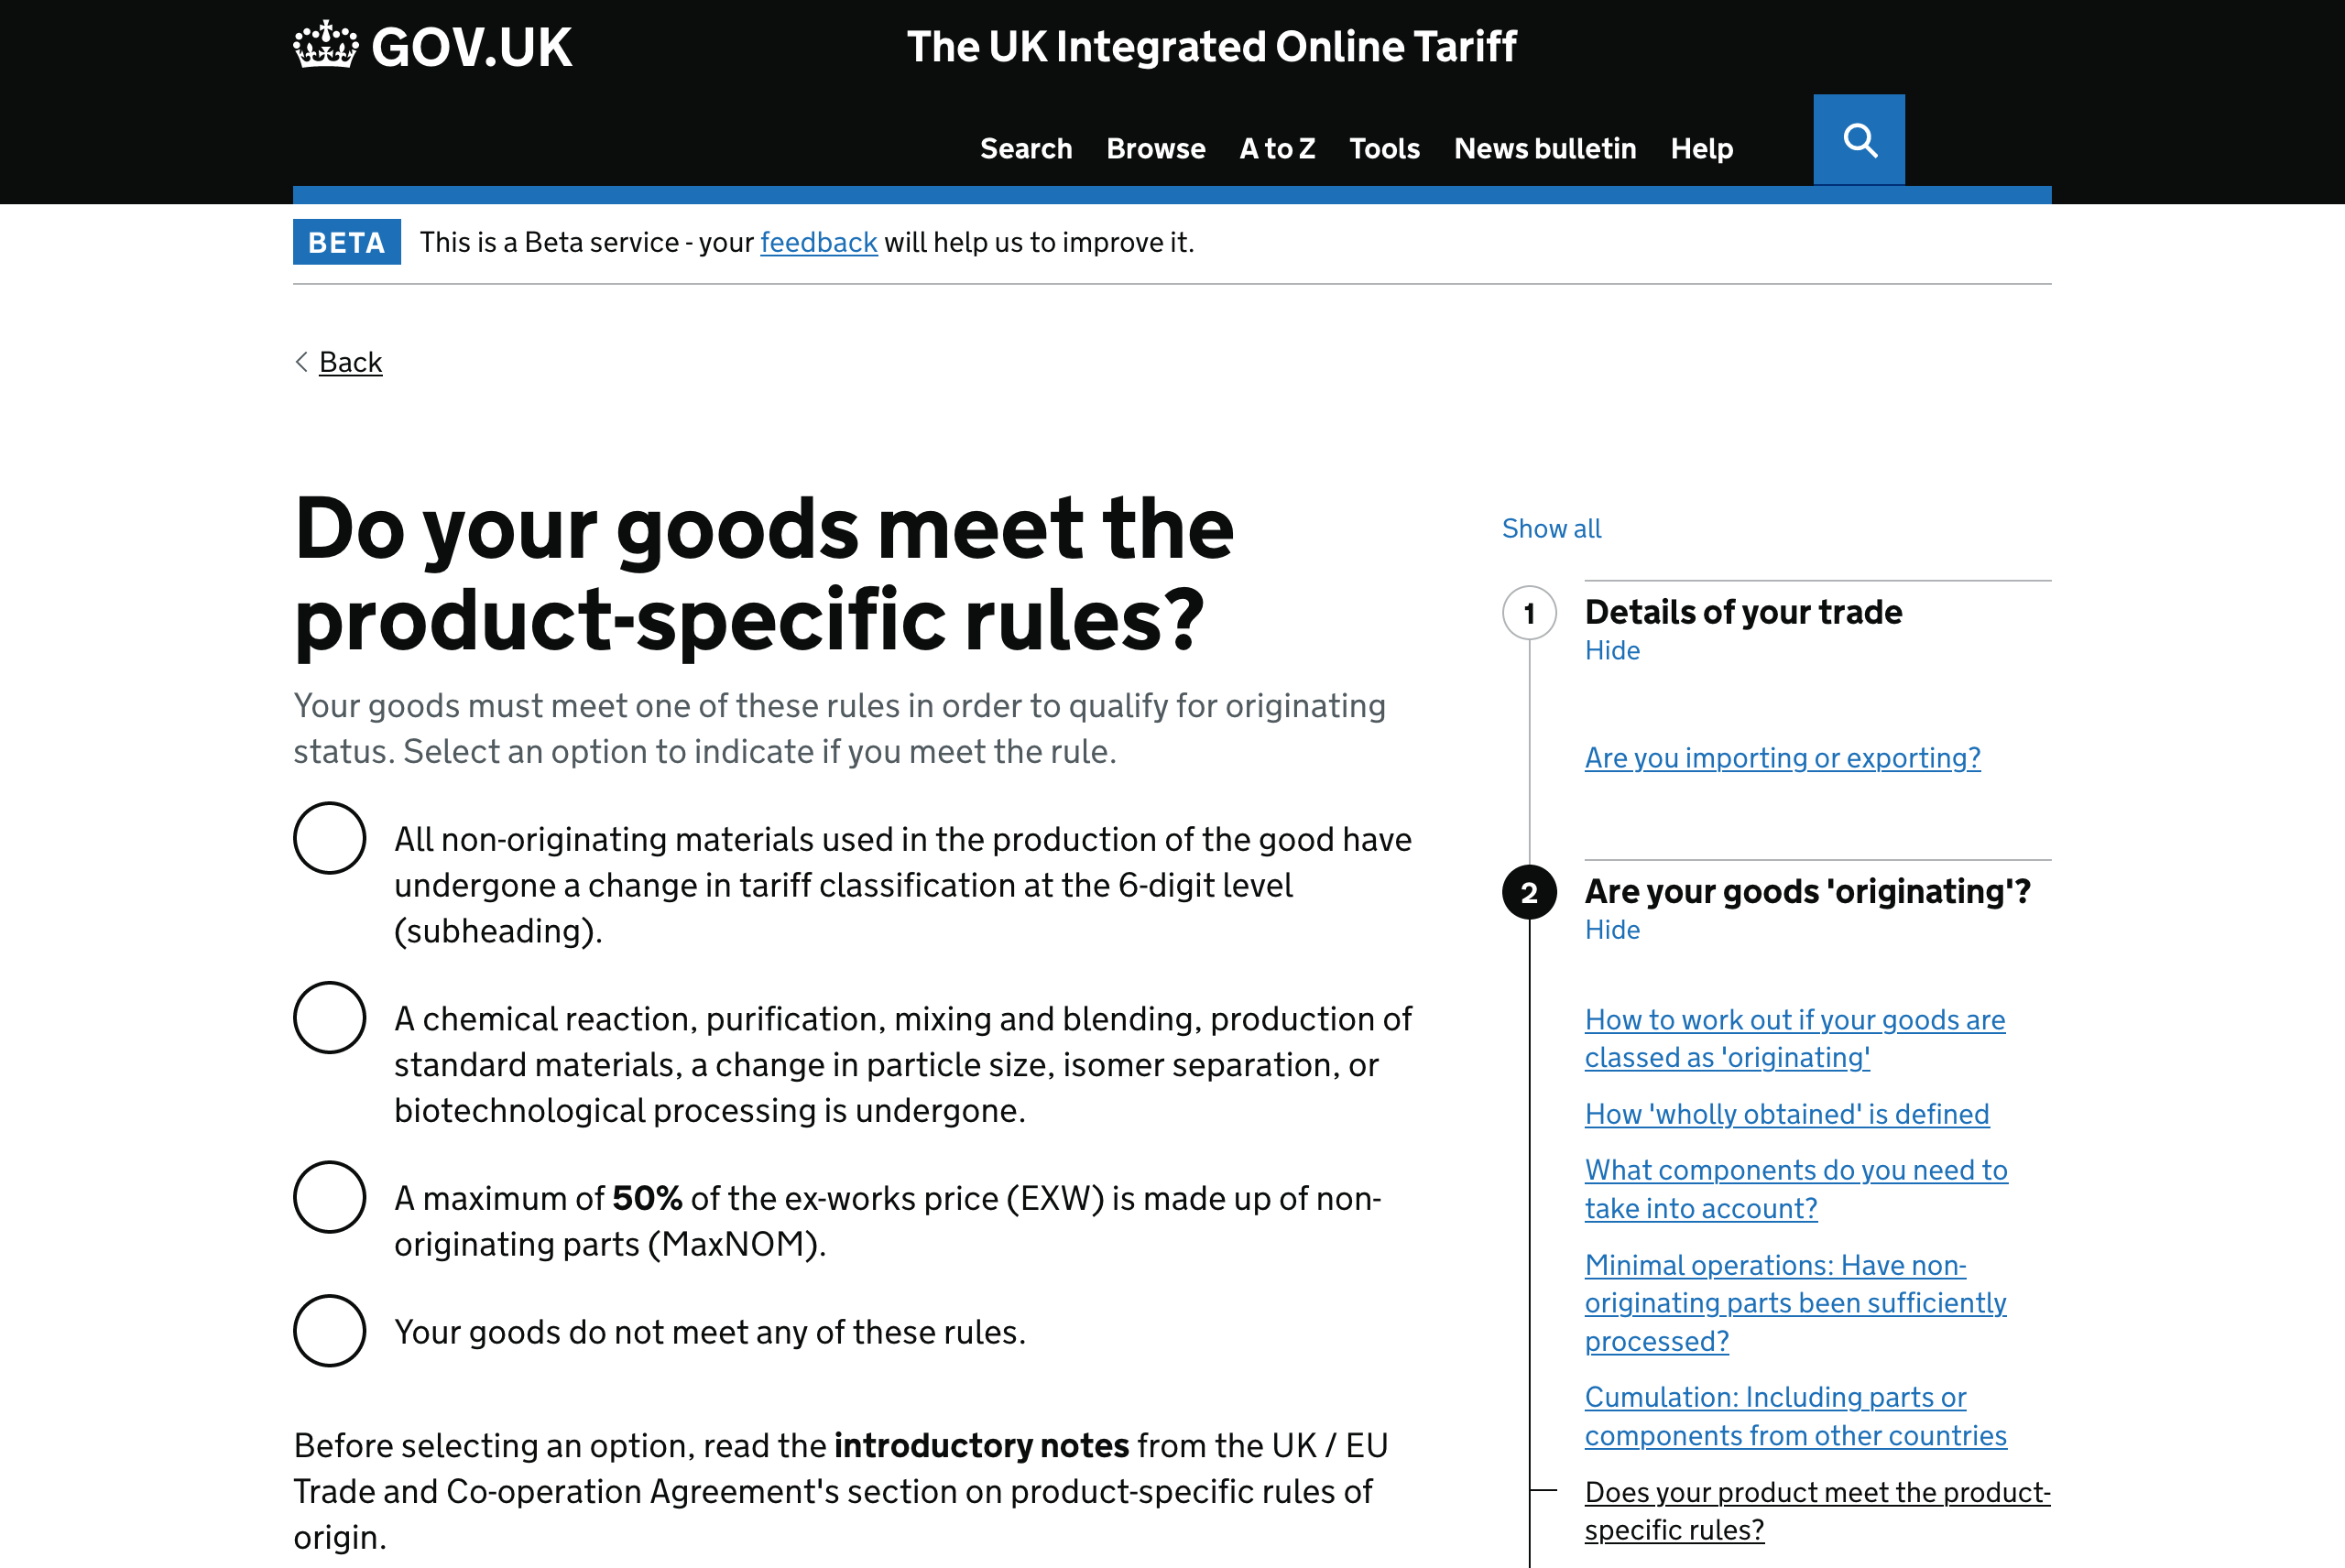 GOV.UK
The UK Integrated Online Tariff
Search Browse A to Z Tools News bulletin Help
BETA This is a Beta service - your feedback will help us to improve it.
Back
Do your goods meet the
product-specific rules?
Your goods must meet one of these rules in order to qualify for originating
status. Select an option to indicate if you meet the rule.
All non-originating materials used in the production of the good have
undergone a change in tariff classification at the 6-digit level
(subheading).
A chemical reaction, purification, mixing and blending, production of
standard materials, a change in particle size, isomer separation, or
biotechnological processing is undergone.
A maximum of 50% of the ex-works price (EXW) is made up of non-
originating parts (MaxNOM).
Your goods do not meet any of these rules.
Before selecting an option, read the introductory notes from the UK / EU
Trade and Co-operation Agreement's section on product-specific rules of
origin.
Show all
1 Details of your trade
Hide
Are you importing or exporting?
2 Are your goods 'originating'?
Hide
How to work out if your goods are
classed as 'originating'
How 'wholly obtained' is defined
What components do you need to
take into account?
Minimal operations: Have non-
originating parts been sufficiently
processed?
Cumulation: Including parts or
components from other countries
Does your product meet the product-
specific rules?